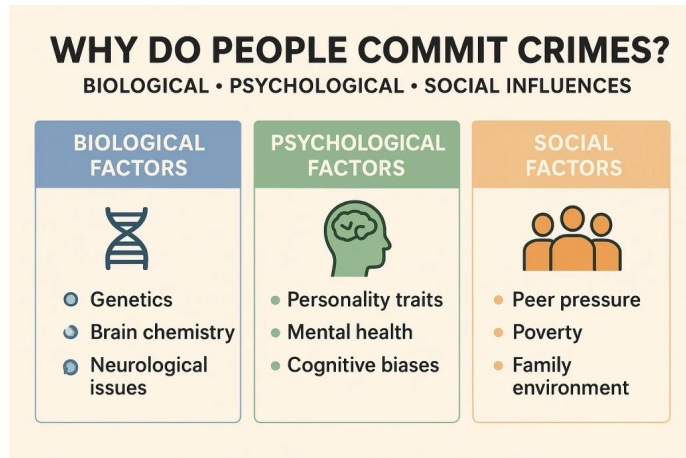 WHY DO PEOPLE COMMIT CRIMES?
BIOLOGICAL • PSYCHOLOGICAL • SOCIAL INFLUENCES
BIOLOGICAL
FACTORS
Genetics
Brain chemistry
Neurological
issues
PSYCHOLOGICAL
FACTORS
Personality traits
Mental health
Cognitive biases
SOCIAL
FACTORS
Peer pressure
Poverty
Family
environment